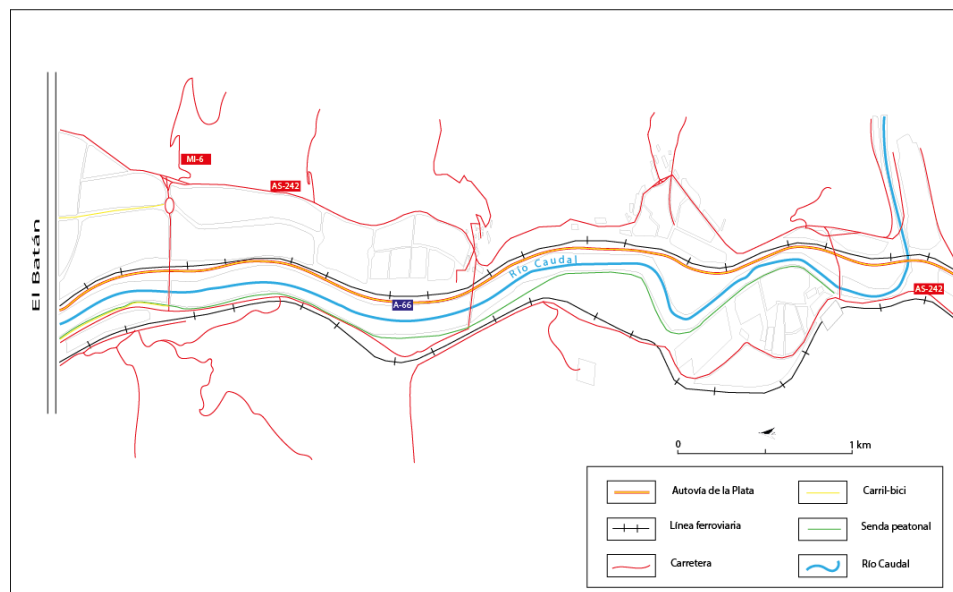 El Batán
MI-6
AS-242
Río Caudal
A-66
AS-242
0
1 km
Autovía de la Plata
Carril-bici
Línea ferroviaria
Senda peatonal
Carretera
Río Caudal